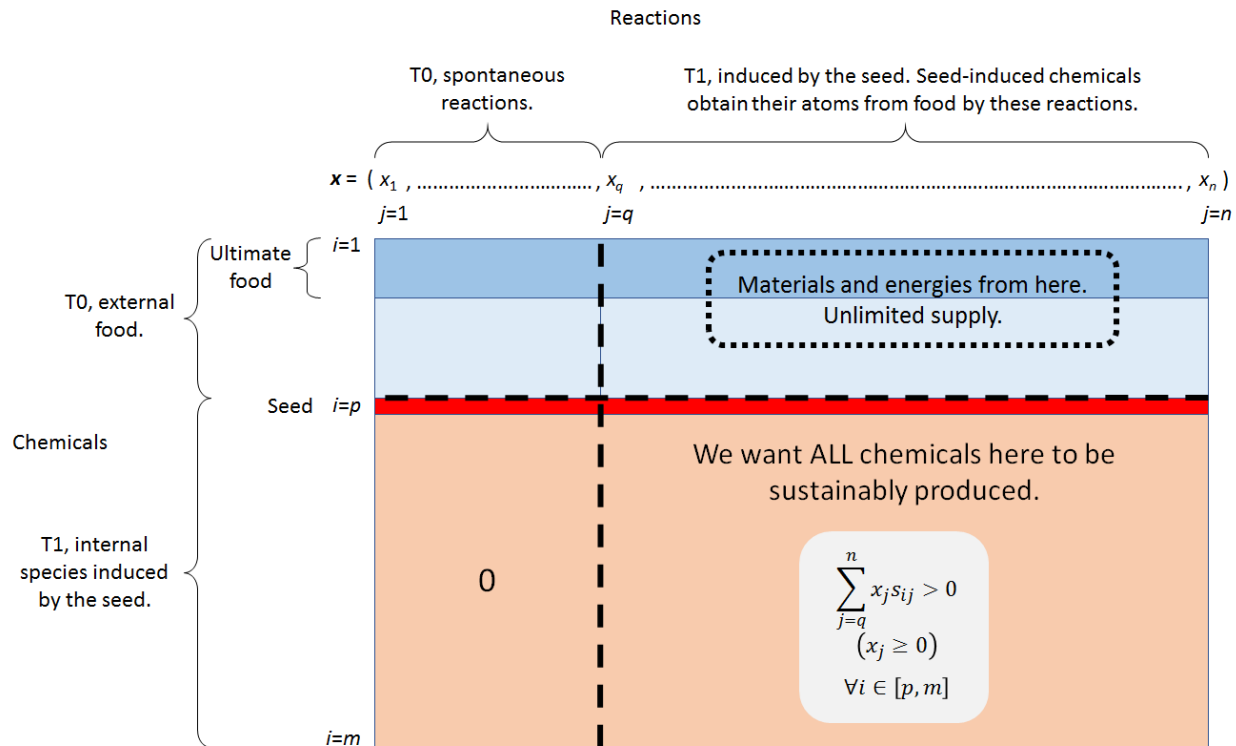 Reactions
T0, spontaneous
reactions.
T1, induced by the seed. Seed-induced chemicals
obtain their atoms from food by these reactions.
x = ( x₁ , ................................., xq , ......................................................................................................, xn )
j=1
j=q
j=n
i=1
Ultimate
food
T0, external
food.
Materials and energies from here.
Unlimited supply.
Seed
i=p
Chemicals
We want ALL chemicals here to be
sustainably produced.
T1, internal
species induced
by the seed.
0
n
∑ xⱼsᵢⱼ > 0
j=q
(xⱼ ≥ 0)
∀i ∈ [p, m]
i=m